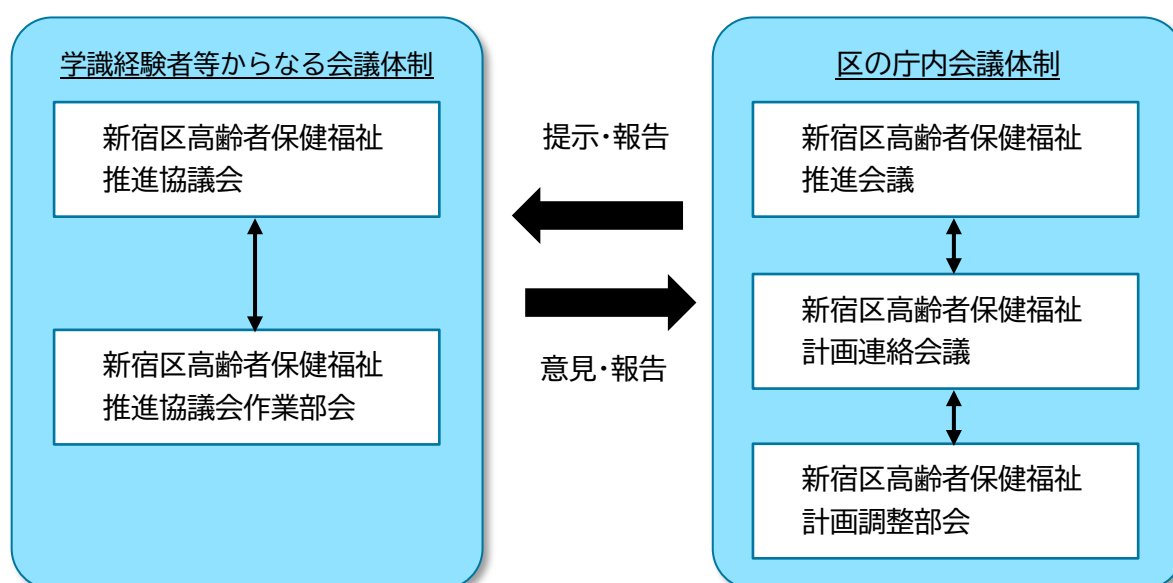 学識経験者等からなる会議体制
新宿区高齢者保健福祉
推進協議会
新宿区高齢者保健福祉
推進協議会作業部会
提示・報告
意見・報告
区の庁内会議体制
新宿区高齢者保健福祉
推進会議
新宿区高齢者保健福祉
計画連絡会議
新宿区高齢者保健福祉
計画調整部会